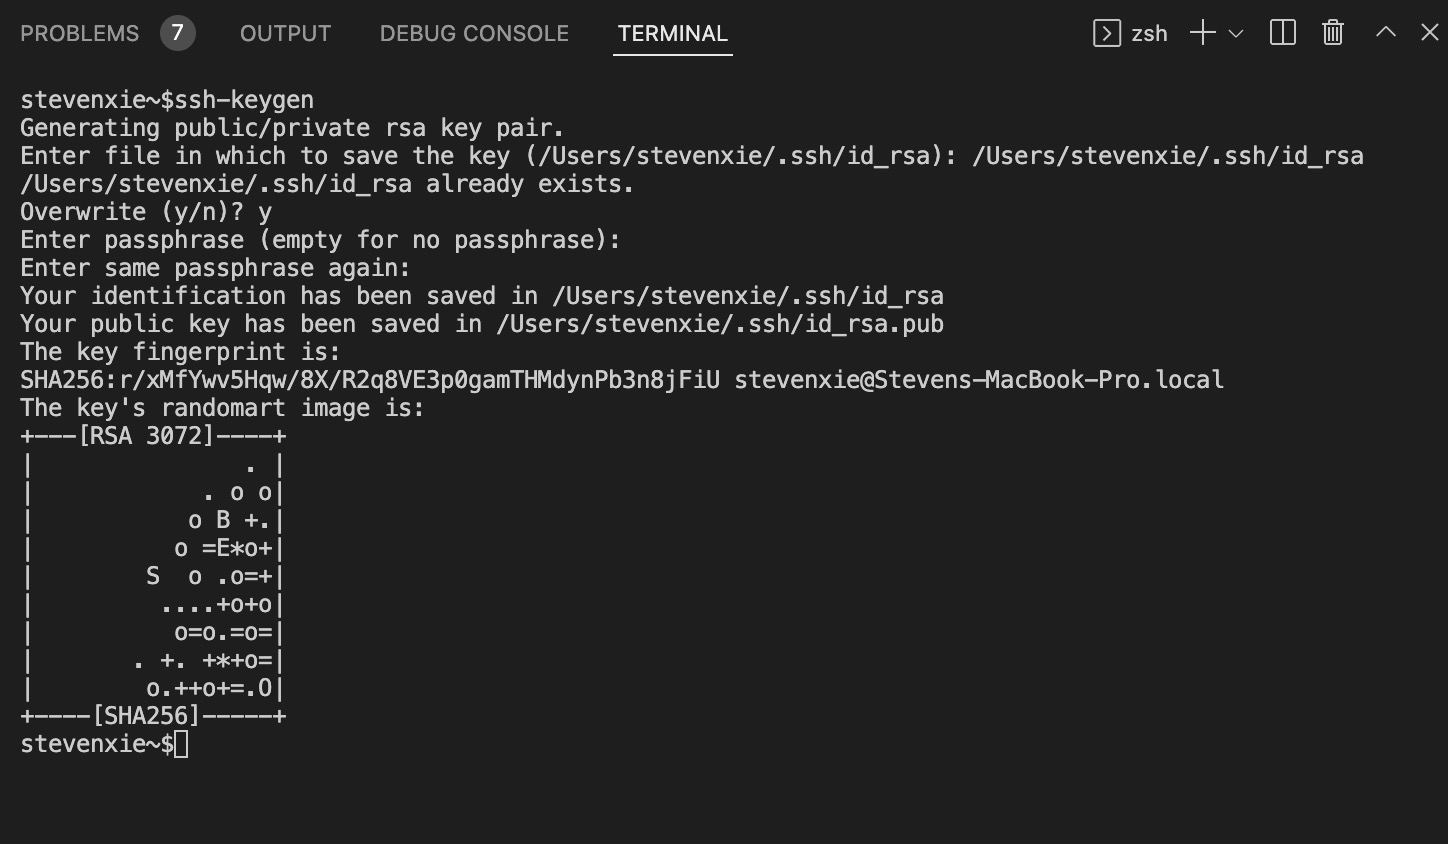 PROBLEMS 7 OUTPUT DEBUG CONSOLE TERMINAL zsh
stevenxie~$ssh-keygen
Generating public/private rsa key pair.
Enter file in which to save the key (/Users/stevenxie/.ssh/id_rsa): /Users/stevenxie/.ssh/id_rsa
/Users/stevenxie/.ssh/id_rsa already exists.
Overwrite (y/n)? y
Enter passphrase (empty for no passphrase):
Enter same passphrase again:
Your identification has been saved in /Users/stevenxie/.ssh/id_rsa
Your public key has been saved in /Users/stevenxie/.ssh/id_rsa.pub
The key fingerprint is:
SHA256:r/xMfYwv5Hqw/8X/R2q8VE3p0gamTHMdynPb3n8jFiU stevenxie@Stevens-MacBook-Pro.local
The key's randomart image is:
+---[RSA 3072]----+
|               . |
|            . o o|
|           o B +.|
|          o =E*o+|
|        S  o .o=+|
|         ....+o+o|
|          o=o.=o=|
|       . +. +*+o=|
|        o.++o+=.O|
+----[SHA256]-----+
stevenxie~$